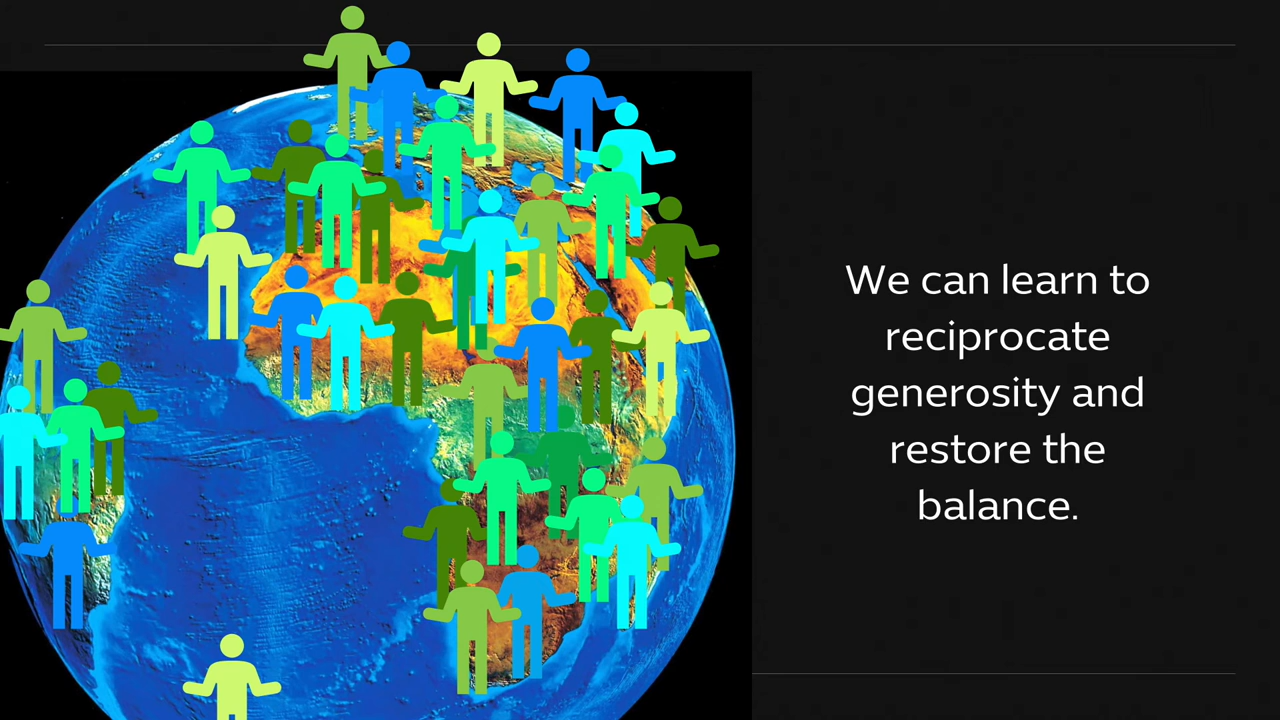 We can learn to
reciprocate
generosity and
restore the
balance.